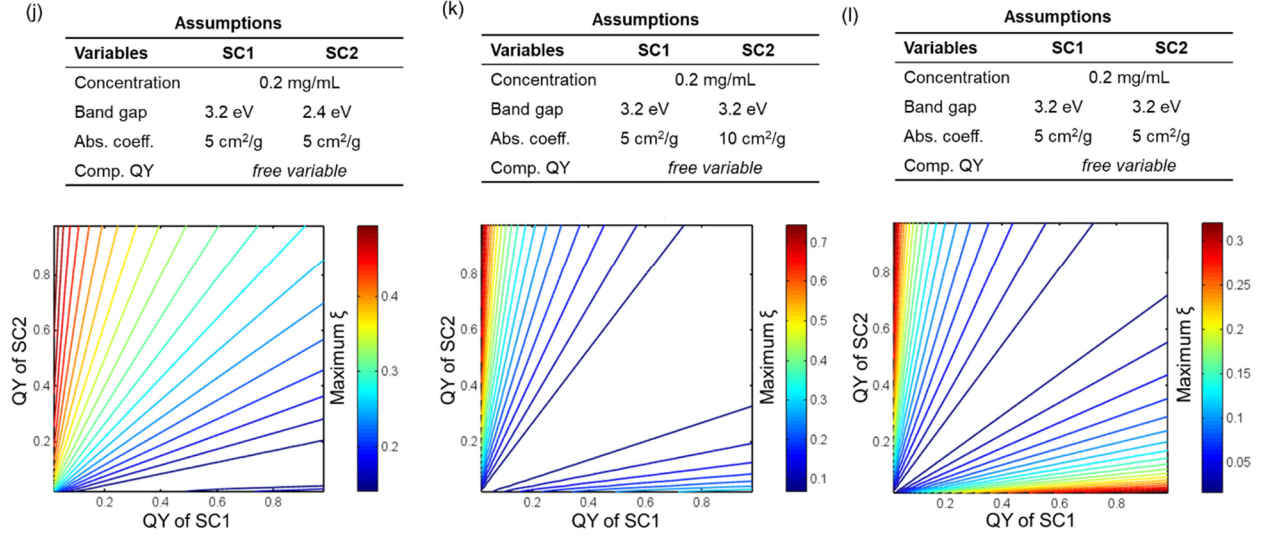 (j)
Assumptions
Variables SC1 SC2
Concentration 0.2 mg/mL
Band gap 3.2 eV 2.4 eV
Abs. coeff. 5 cm²/g 5 cm²/g
Comp. QY free variable
QY of SC2
0.8
0.6
0.4
0.2
0.2 0.4 0.6 0.8
QY of SC1
0.4
0.3
0.2
Maximum ξ
(k)
Assumptions
Variables SC1 SC2
Concentration 0.2 mg/mL
Band gap 3.2 eV 3.2 eV
Abs. coeff. 5 cm²/g 10 cm²/g
Comp. QY free variable
QY of SC2
0.8
0.6
0.4
0.2
0.2 0.4 0.6 0.8
QY of SC1
0.7
0.6
0.5
0.4
0.3
0.2
0.1
Maximum ξ
(l)
Assumptions
Variables SC1 SC2
Concentration 0.2 mg/mL
Band gap 3.2 eV 3.2 eV
Abs. coeff. 5 cm²/g 5 cm²/g
Comp. QY free variable
QY of SC2
0.8
0.6
0.4
0.2
0.2 0.4 0.6 0.8
QY of SC1
0.3
0.25
0.2
0.15
0.1
0.05
Maximum ξ